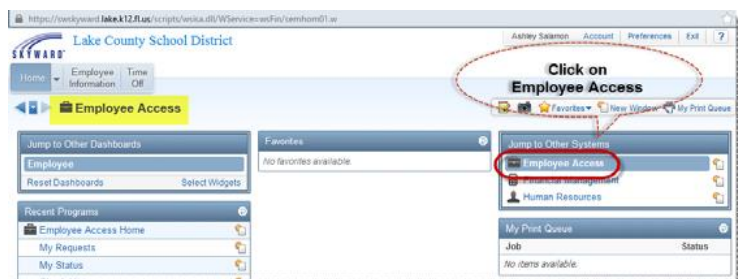 https://swskyward.lake.k12.fl.us/scripts/wsisa.dll/WService=wsFin/semhom01.w
SKYWARD
Lake County School District
Ashley Salamon Account Preferences Exit ?
Home Employee Information Time Off
Click on
Employee Access
Employee Access
Favorites New Window My Print Queue
Jump to Other Dashboards
Employee
Reset Dashboards Select Widgets
Recent Programs
Employee Access Home
My Requests
My Status
Favorites
No favorites available.
Jump to Other Systems
Employee Access
Financial Management
Human Resources
My Print Queue
Job Status
No items available.